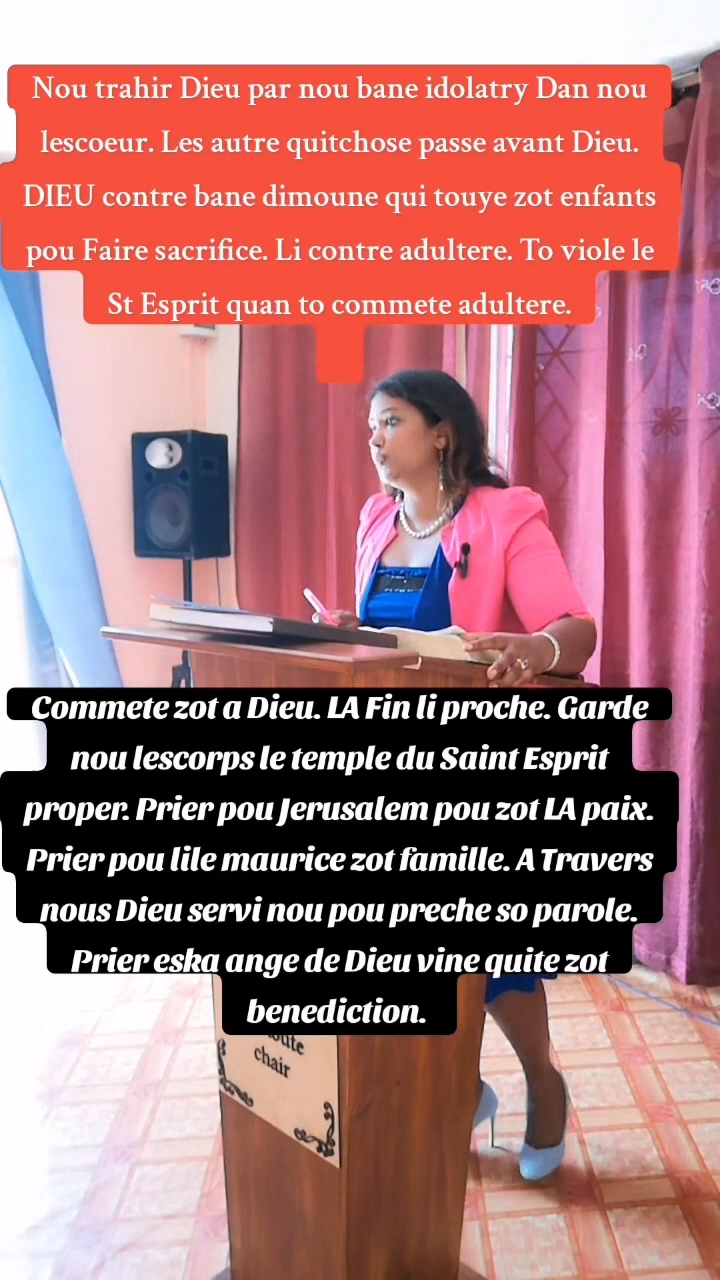 Nou trahir Dieu par nou bane idolatry Dan nou
lescoeur. Les autre quitchose passe avant Dieu.
DIEU contre bane dimoune qui touye zot enfants
pou Faire sacrifice. Li contre adultere. To viole le
St Esprit quan to commete adultere.
Commete zot a Dieu. LA Fin li proche. Garde
nou lescorps le temple du Saint Esprit
proper. Prier pou Jerusalem pou zot LA paix.
Prier pou lile maurice zot famille. A Travers
nous Dieu servi nou pou preche so parole.
Prier eska ange de Dieu vine quite zot
benediction.
chair